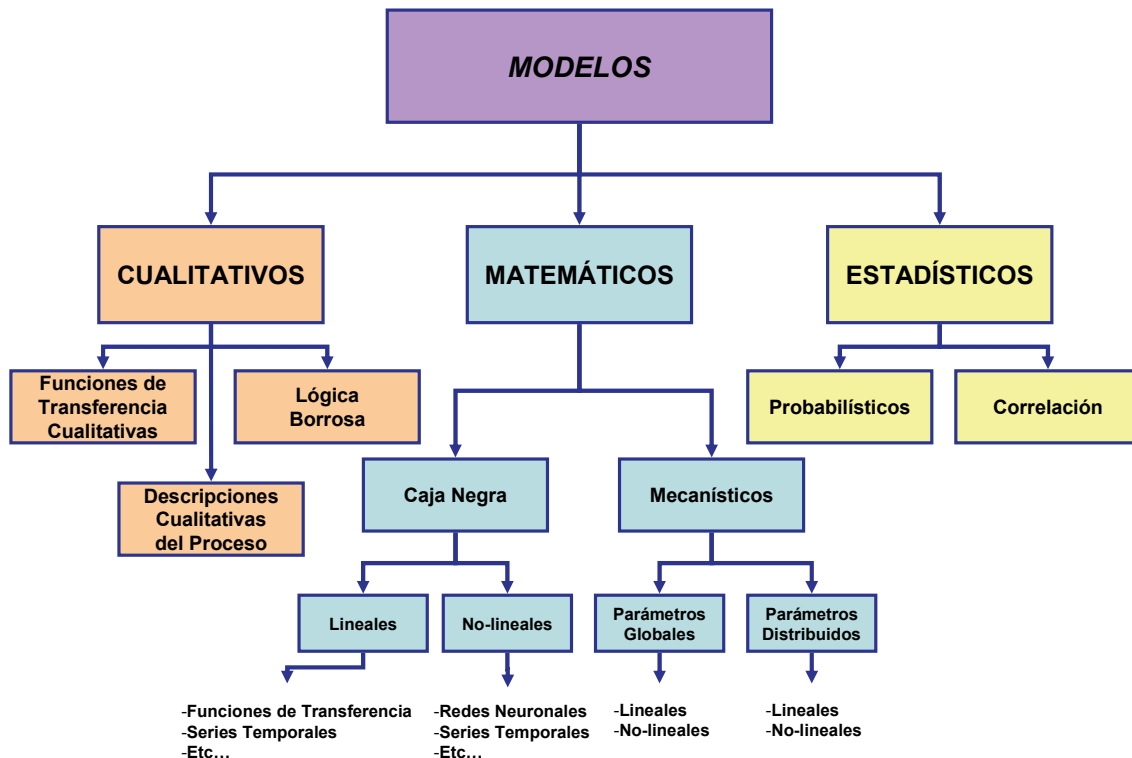 MODELOS
CUALITATIVOS
MATEMÁTICOS
ESTADÍSTICOS
Funciones de
Transferencia
Cualitativas
Lógica
Borrosa
Probabilísticos
Correlación
Descripciones
Cualitativas
del Proceso
Caja Negra
Mecanísticos
Lineales
No-lineales
Parámetros
Globales
Parámetros
Distribuidos
-Funciones de Transferencia
-Series Temporales
-Etc…
-Redes Neuronales
-Series Temporales
-Etc…
-Lineales
-No-lineales
-Lineales
-No-lineales